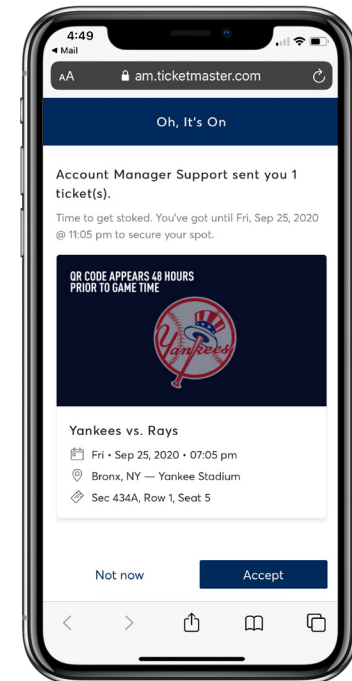 4:49
◀ Mail
AA am.ticketmaster.com
Oh, It's On
Account Manager Support sent you 1
ticket(s).
Time to get stoked. You've got until Fri, Sep 25, 2020
@ 11:05 pm to secure your spot.
QR CODE APPEARS 48 HOURS
PRIOR TO GAME TIME
Yankees
Yankees vs. Rays
Fri • Sep 25, 2020 • 07:05 pm
Bronx, NY — Yankee Stadium
Sec 434A, Row 1, Seat 5
Not now
Accept